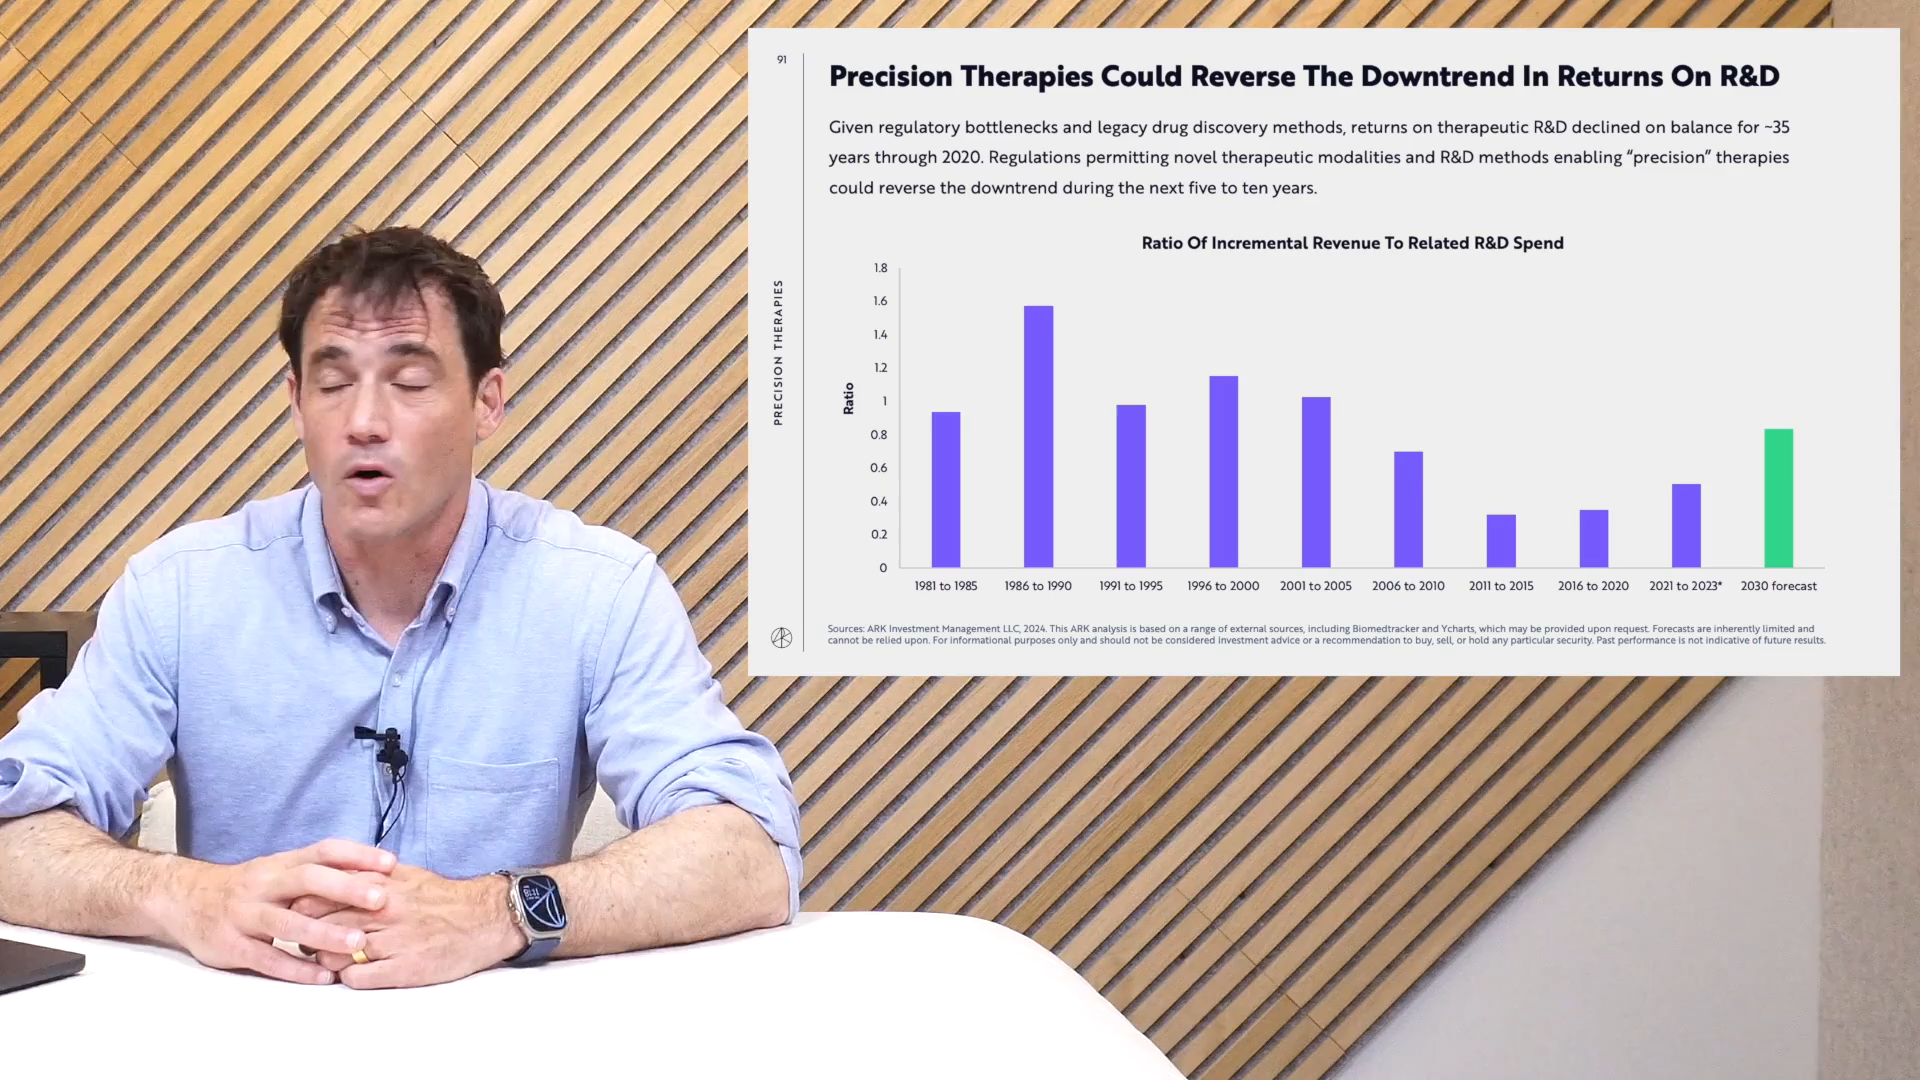 91
Precision Therapies Could Reverse The Downtrend In Returns On R&D
Given regulatory bottlenecks and legacy drug discovery methods, returns on therapeutic R&D declined on balance for ~35
years through 2020. Regulations permitting novel therapeutic modalities and R&D methods enabling “precision” therapies
could reverse the downtrend during the next five to ten years.
PRECISION THERAPIES
Ratio Of Incremental Revenue To Related R&D Spend
Ratio
1.8
1.6
1.4
1.2
1
0.8
0.6
0.4
0.2
0
1981 to 1985 1986 to 1990 1991 to 1995 1996 to 2000 2001 to 2005 2006 to 2010 2011 to 2015 2016 to 2020 2021 to 2023* 2030 forecast
Sources: ARK Investment Management LLC, 2024. This ARK analysis is based on a range of external sources, including Biomedtracker and Ycharts, which may be provided upon request. Forecasts are inherently limited and
cannot be relied upon. For informational purposes only and should not be considered investment advice or a recommendation to buy, sell, or hold any particular security. Past performance is not indicative of future results.